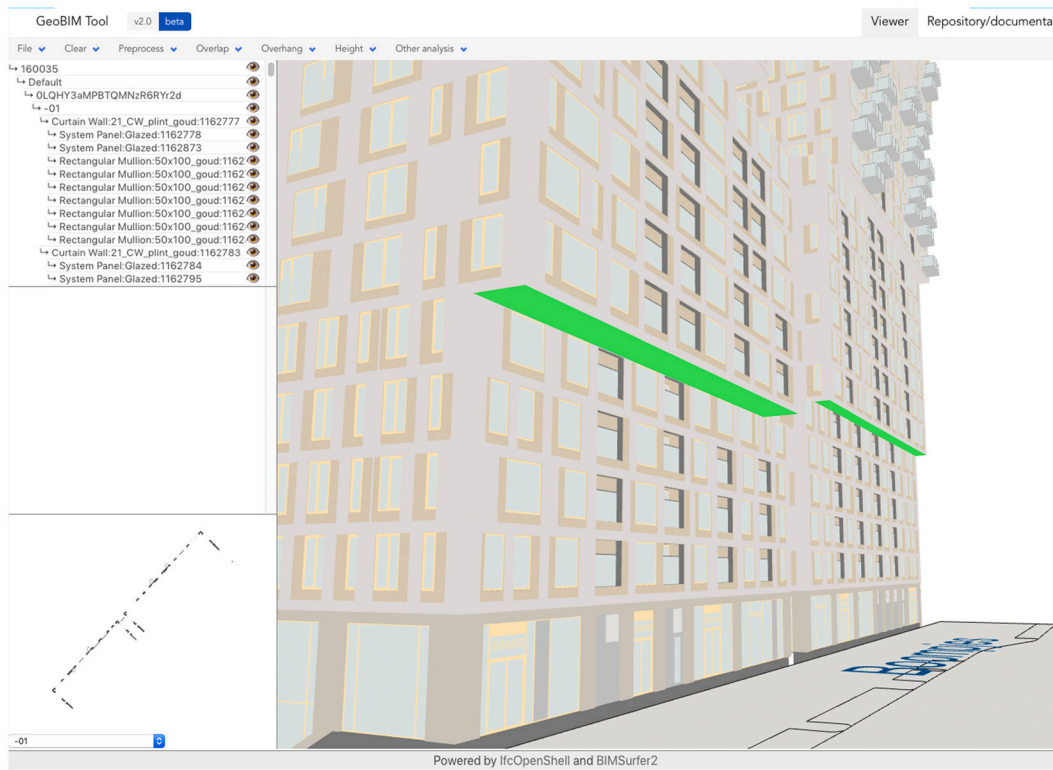 GeoBIM Tool v2.0 beta Viewer Repository/documenta
File Clear Preprocess Overlap Overhang Height Other analysis
160035
Default
0LQHY3aMPBTQMNzR6RYr2d
-01
Curtain Wall:21_CW_plint_goud:1162777
System Panel:Glazed:1162778
System Panel:Glazed:1162873
Rectangular Mullion:50x100_goud:1162
Rectangular Mullion:50x100_goud:1162
Rectangular Mullion:50x100_goud:1162
Rectangular Mullion:50x100_goud:1162
Rectangular Mullion:50x100_goud:1162
Rectangular Mullion:50x100_goud:1162
Rectangular Mullion:50x100_goud:1162
Curtain Wall:21_CW_plint_goud:1162783
System Panel:Glazed:1162784
System Panel:Glazed:1162795
-01
Powered by IfcOpenShell and BIMSurfer2